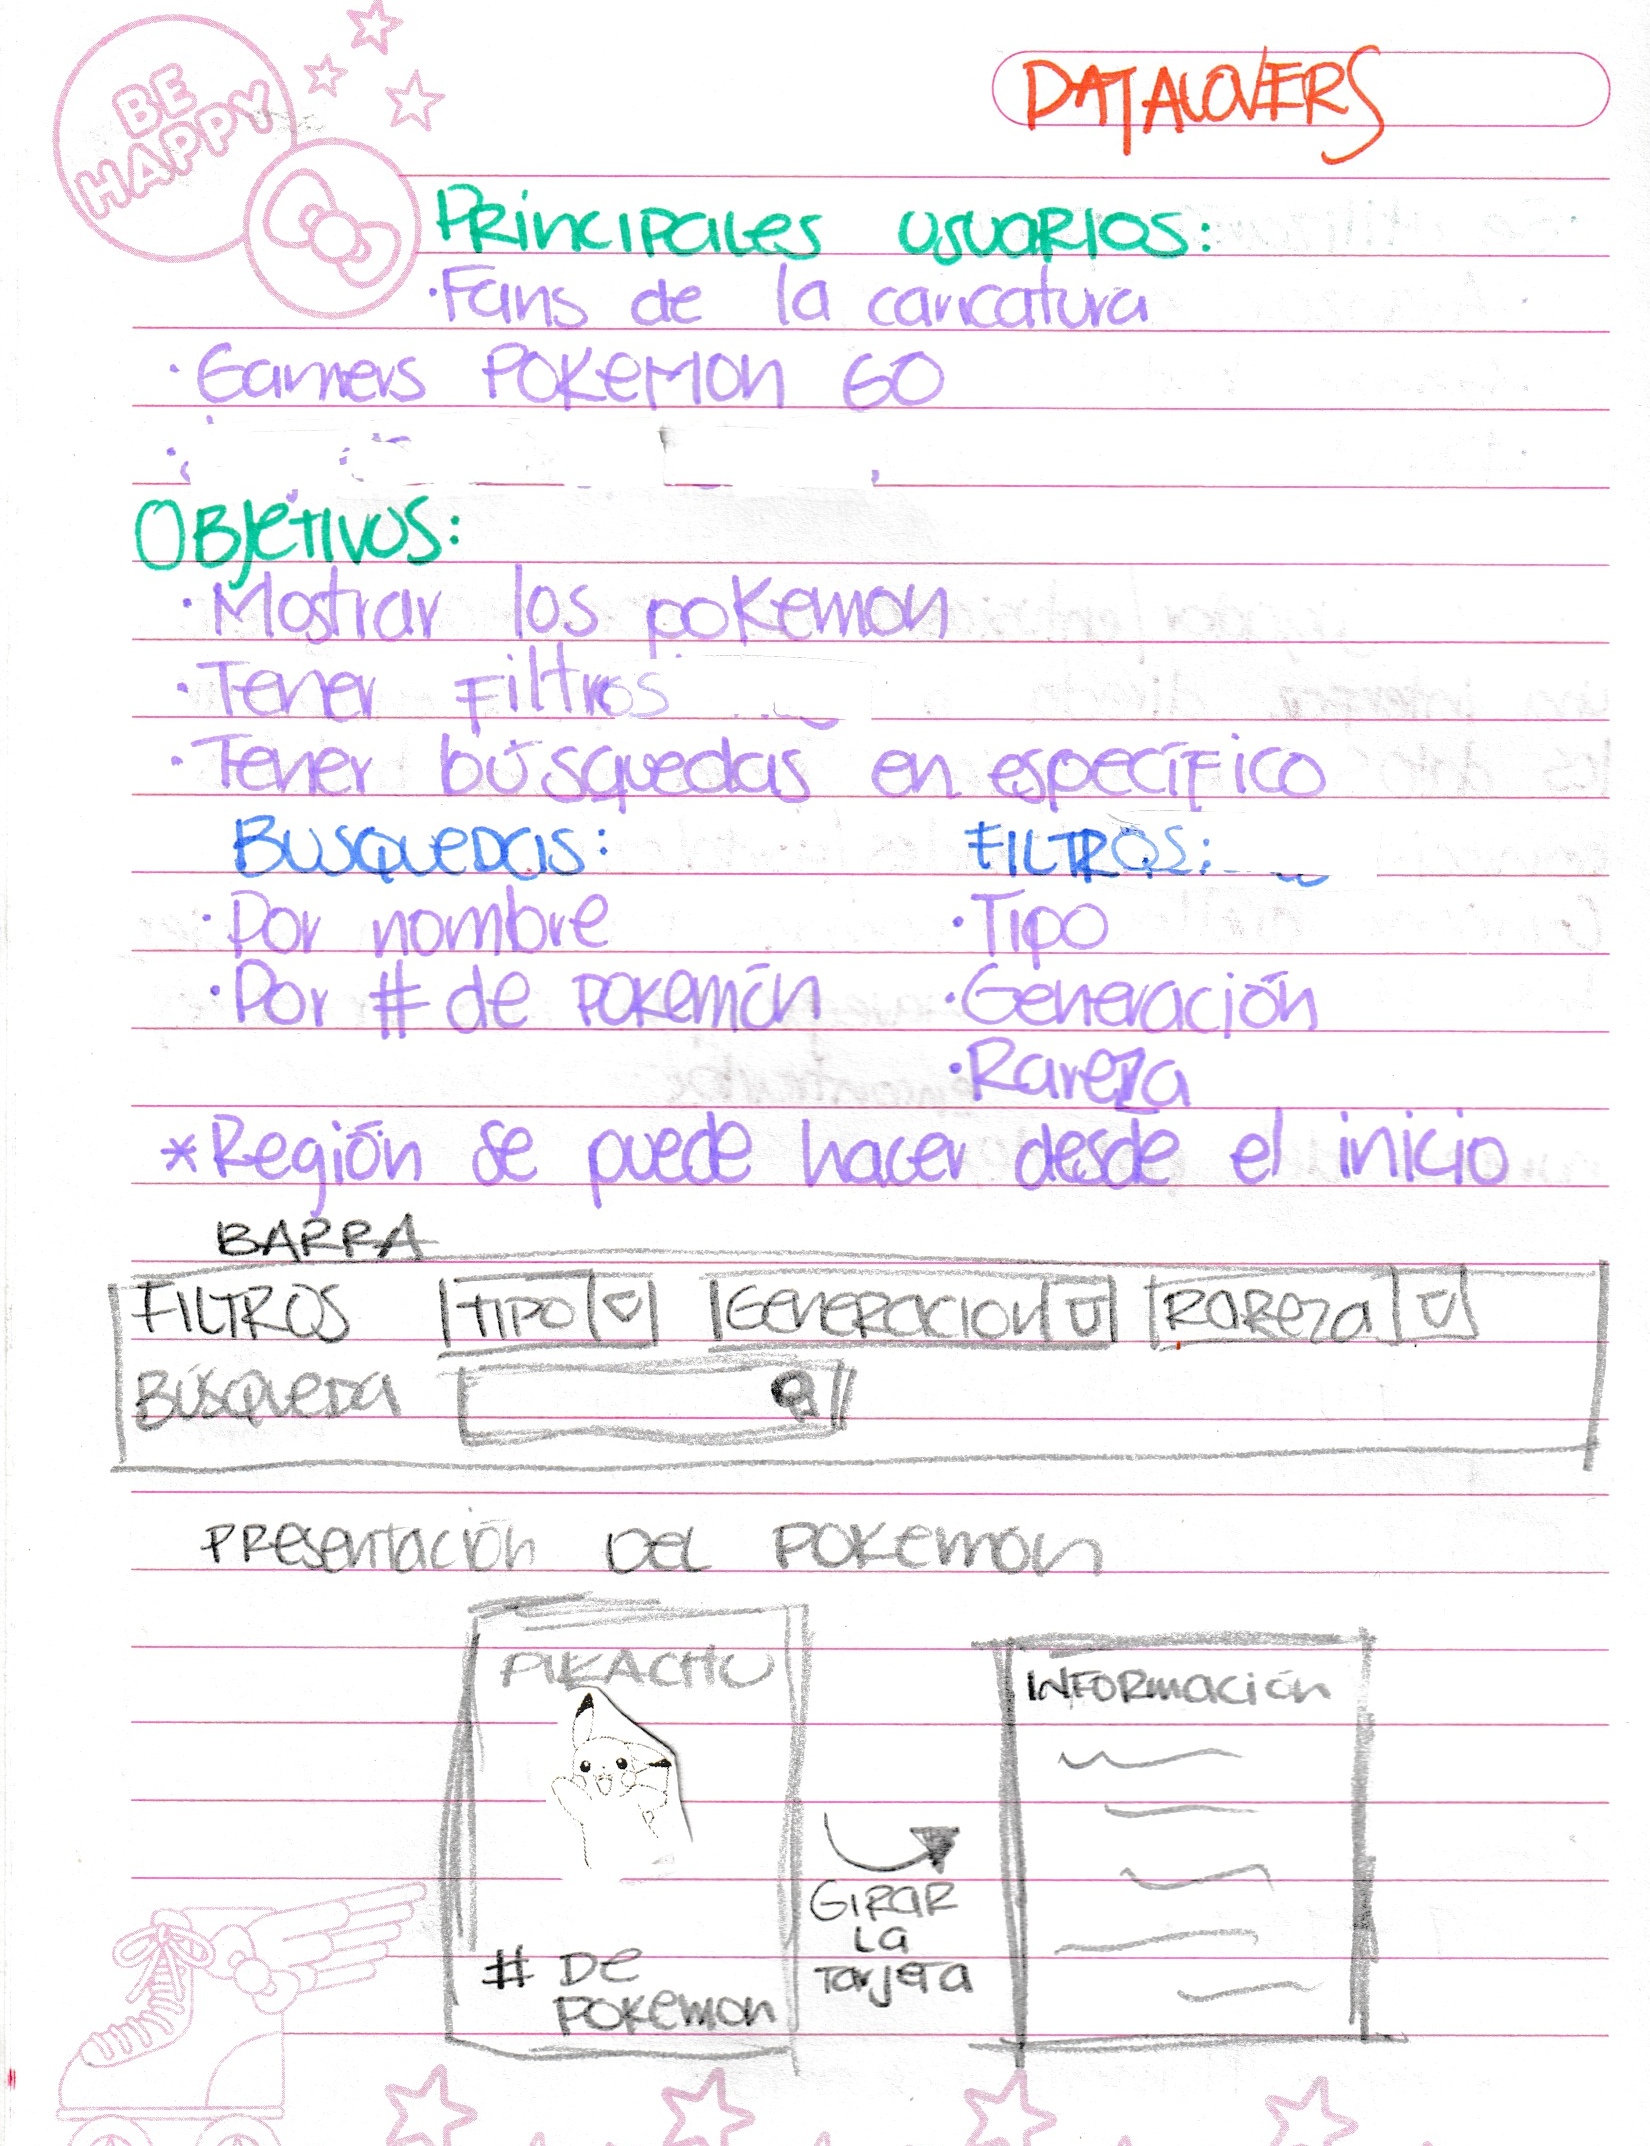 BE
HAPPY
DATALOVERS
Principales usuarios:
·Fans de la caricatura
·Gamers POKEMON GO
Objetivos:
·Mostrar los pokemon
·Tener Filtros
·Tener búsquedas en específico
Busquedas: FILTROS:
·Por nombre ·Tipo
·Por # de pokemón ·Generación
·Rareza
*Región se puede hacer desde el inicio
BARRA
FILTROS TIPO GENERACION RAREZA
BÚSQUEDA
PRESENTACIÓN DEL POKEMÓN
PIKACHU
INFORMACIÓN
GIRAR
LA
TARJETA
# DE
POKEMON